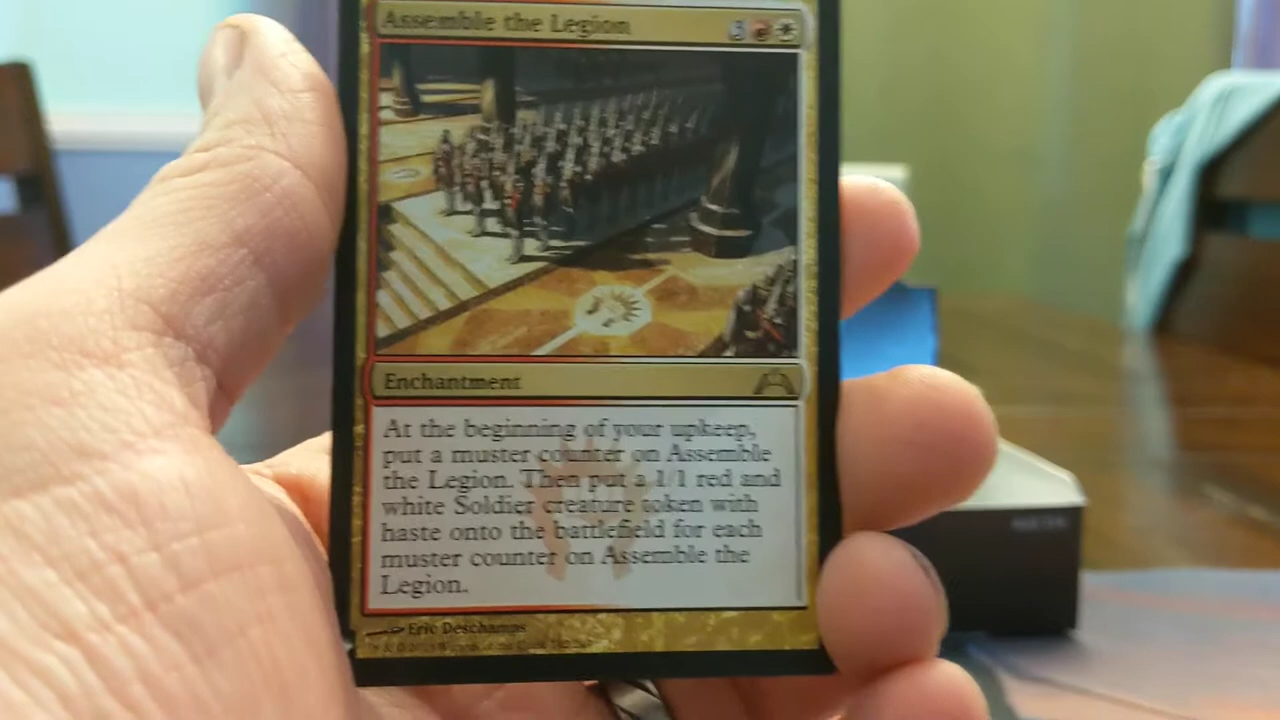 Assemble the Legion 3
Enchantment
At the beginning of your upkeep,
put a muster counter on Assemble
the Legion. Then put a 1/1 red and
white Soldier creature token with
haste onto the battlefield for each
muster counter on Assemble the
Legion.
Eric Deschamps